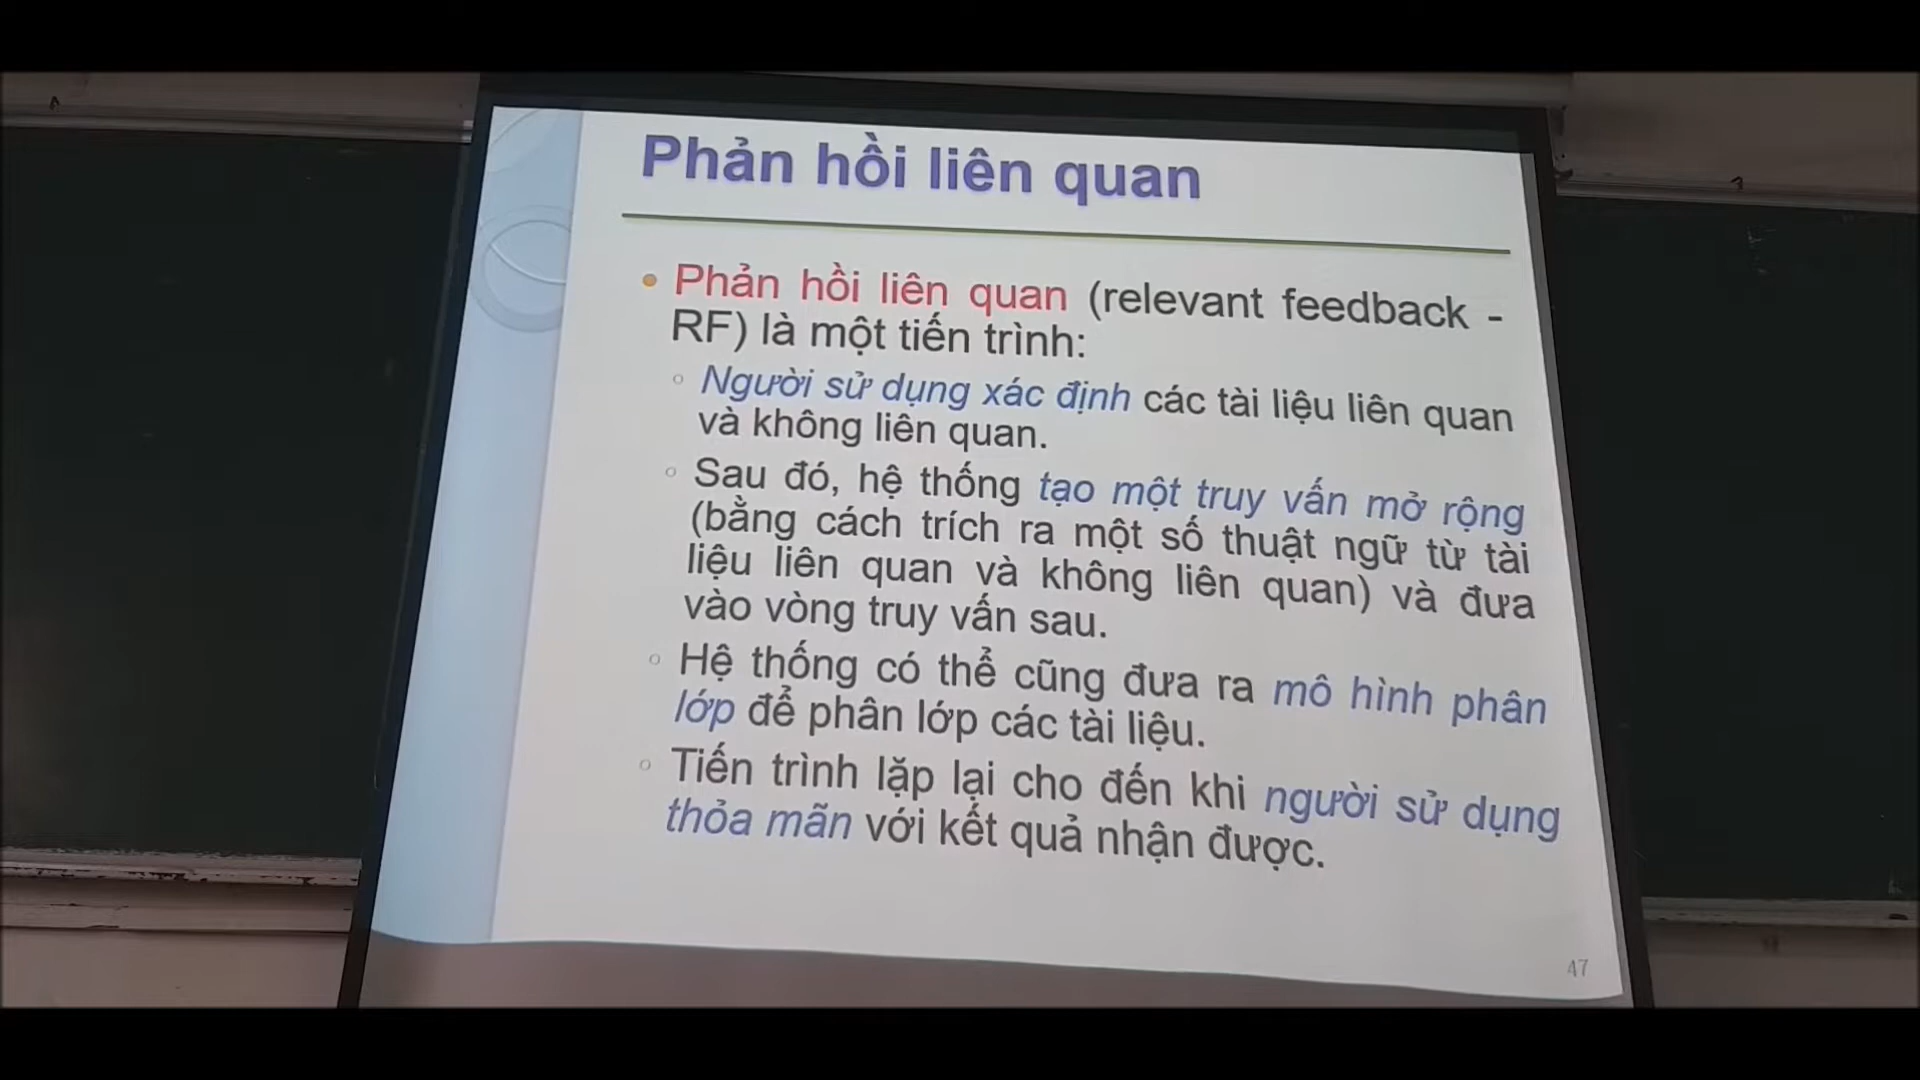 Phản hồi liên quan
• Phản hồi liên quan (relevant feedback -
RF) là một tiến trình:
◦ Người sử dụng xác định các tài liệu liên quan
và không liên quan.
◦ Sau đó, hệ thống tạo một truy vấn mở rộng
(bằng cách trích ra một số thuật ngữ từ tài
liệu liên quan và không liên quan) và đưa
vào vòng truy vấn sau.
◦ Hệ thống có thể cũng đưa ra mô hình phân
lớp để phân lớp các tài liệu.
◦ Tiến trình lặp lại cho đến khi người sử dụng
thỏa mãn với kết quả nhận được.
47